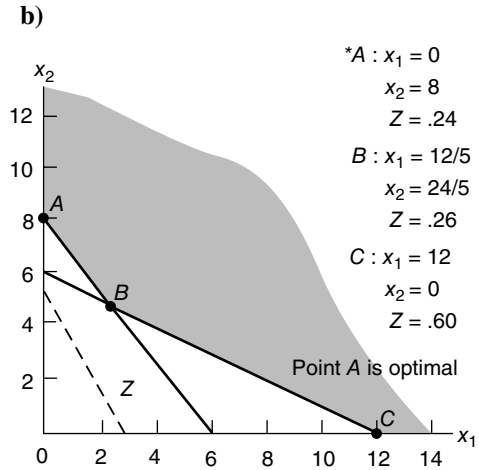 b)
x2
12
10
8
6
4
2
0
2
4
6
8
10
12
14
x1
A
B
C
Z
*A : x1 = 0
x2 = 8
Z = .24
B : x1 = 12/5
x2 = 24/5
Z = .26
C : x1 = 12
x2 = 0
Z = .60
Point A is optimal